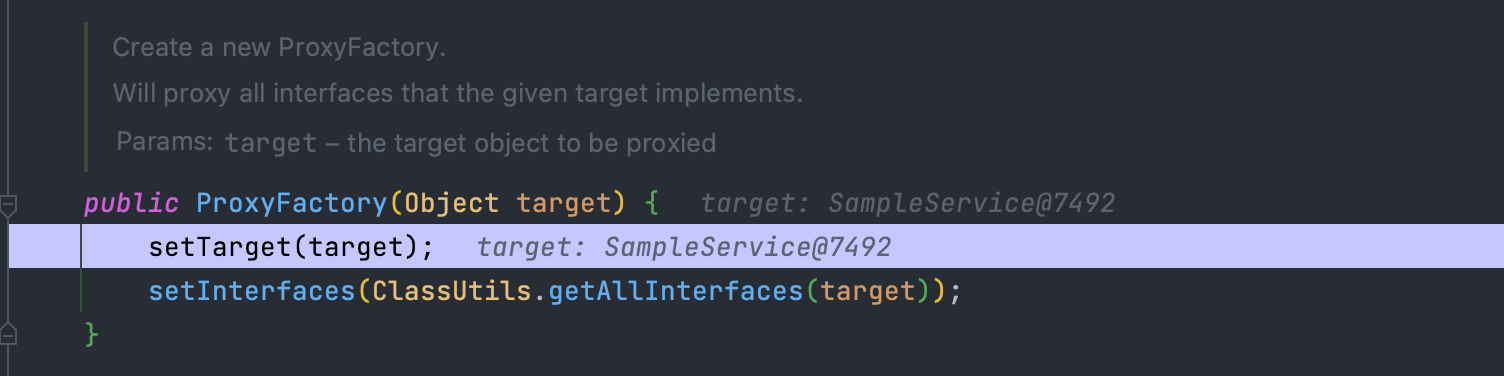 Create a new ProxyFactory.
Will proxy all interfaces that the given target implements.
Params: target – the target object to be proxied
public ProxyFactory(Object target) {   target: SampleService@7492
    setTarget(target);   target: SampleService@7492
    setInterfaces(ClassUtils.getAllInterfaces(target));
}